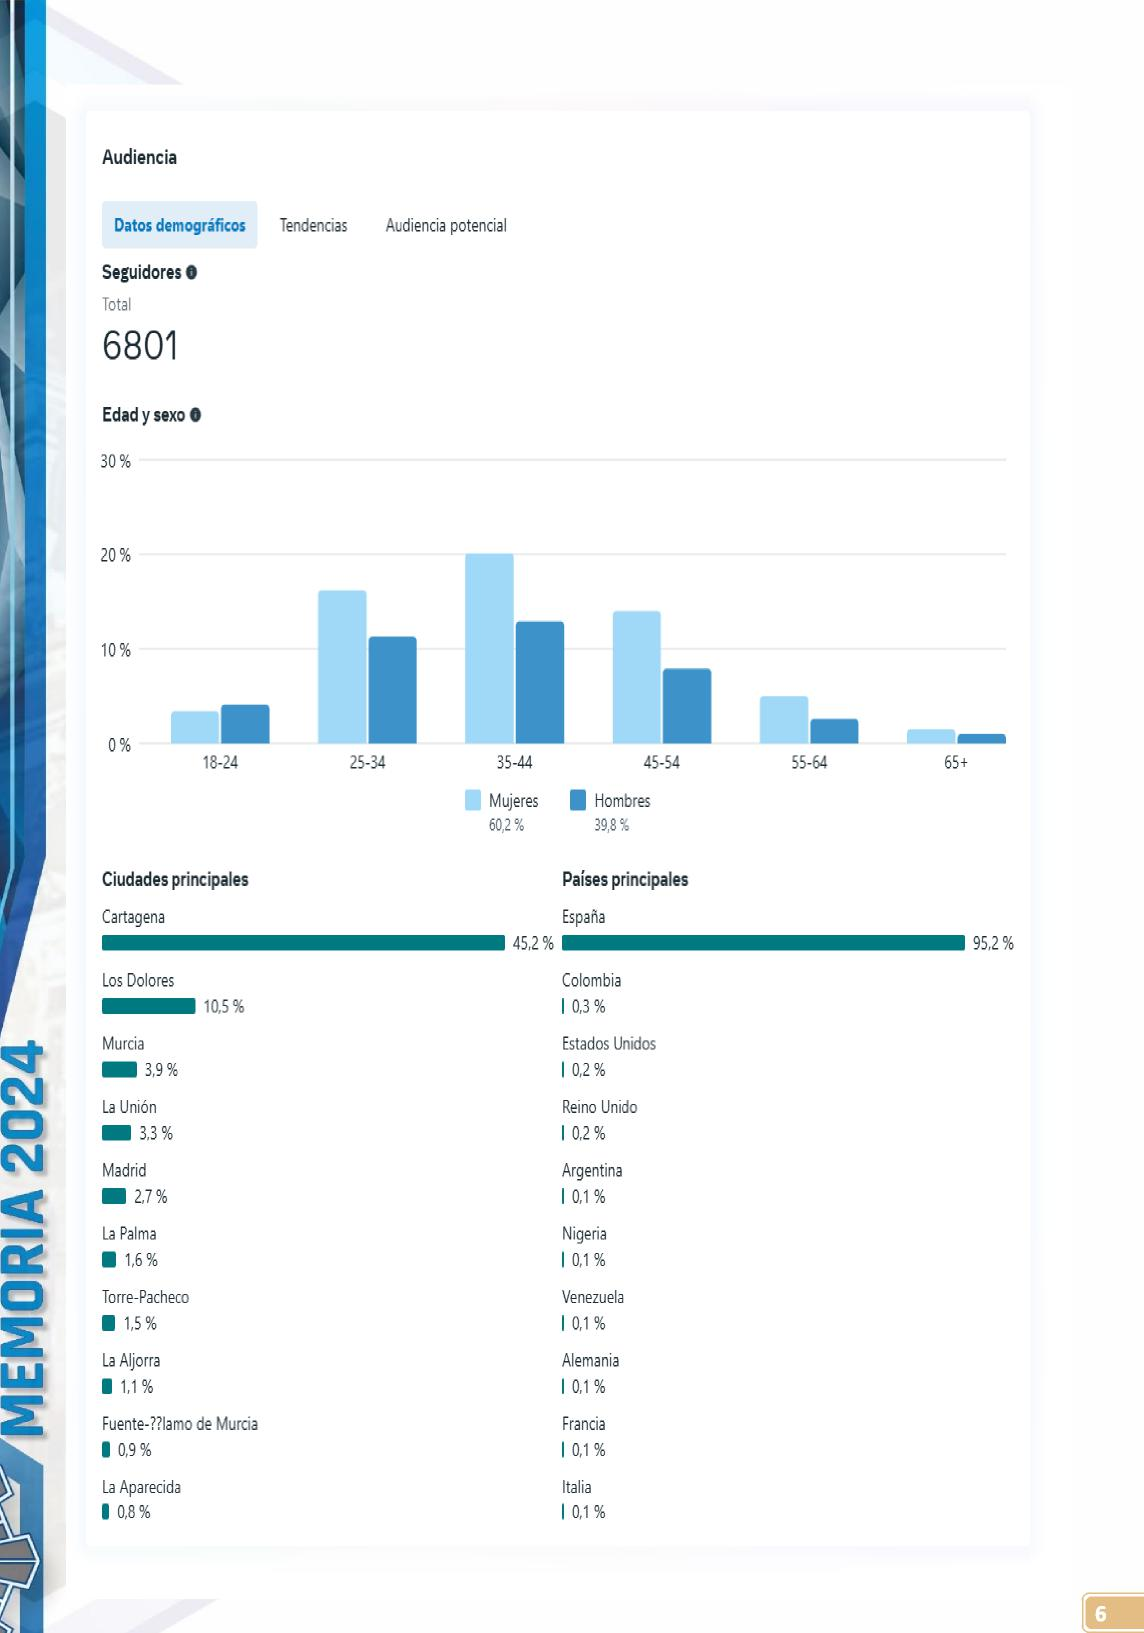 Audiencia
Datos demográficos Tendencias Audiencia potencial
Seguidores
Total
6801
Edad y sexo
30 %
20 %
10 %
0 %
18-24 25-34 35-44 45-54 55-64 65+
Mujeres Hombres
60,2 % 39,8 %
Ciudades principales
Cartagena
45,2 %
Los Dolores
10,5 %
Murcia
3,9 %
La Unión
3,3 %
Madrid
2,7 %
La Palma
1,6 %
Torre-Pacheco
1,5 %
La Aljorra
1,1 %
Fuente-??lamo de Murcia
0,9 %
La Aparecida
0,8 %
Países principales
España
95,2 %
Colombia
0,3 %
Estados Unidos
0,2 %
Reino Unido
0,2 %
Argentina
0,1 %
Nigeria
0,1 %
Venezuela
0,1 %
Alemania
0,1 %
Francia
0,1 %
Italia
0,1 %
MEMORIA 2024
6